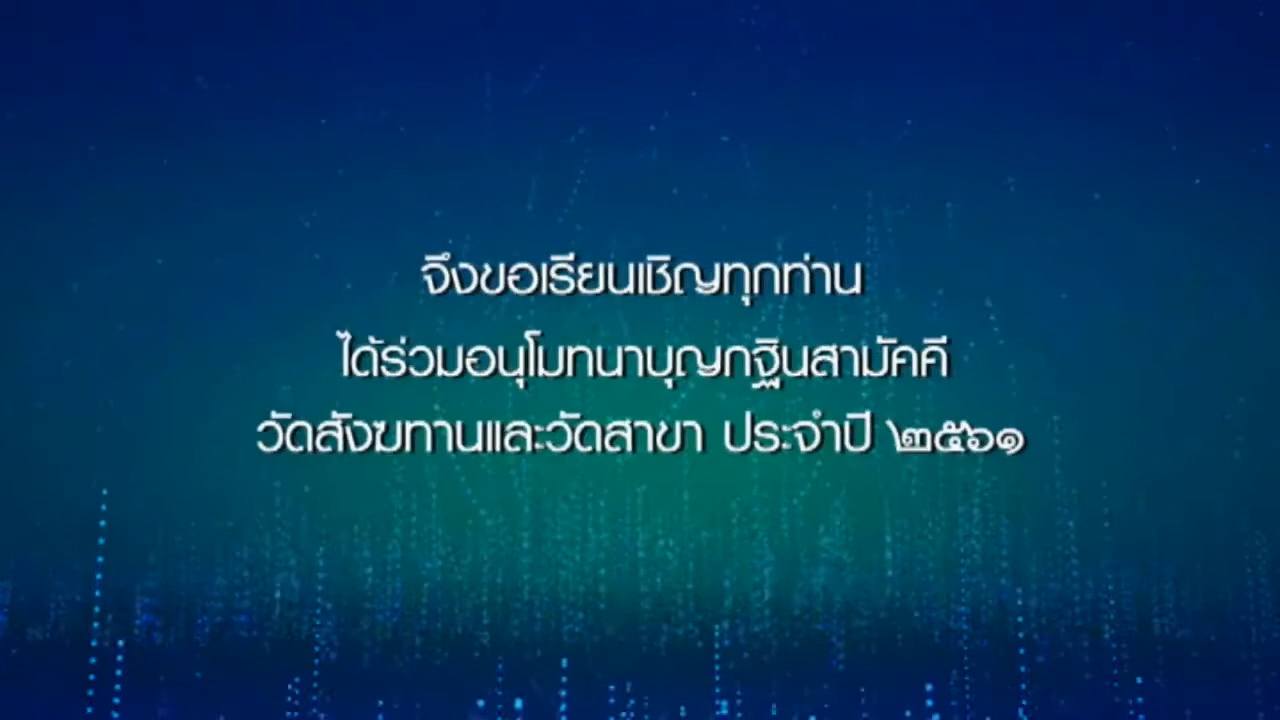 จึงขอเรียนเชิญทุกท่าน
ได้ร่วมอนุโมทนาบุญกฐินสามัคคี
วัดสังฆทานและวัดสาขา ประจำปี ๒๕๖๑